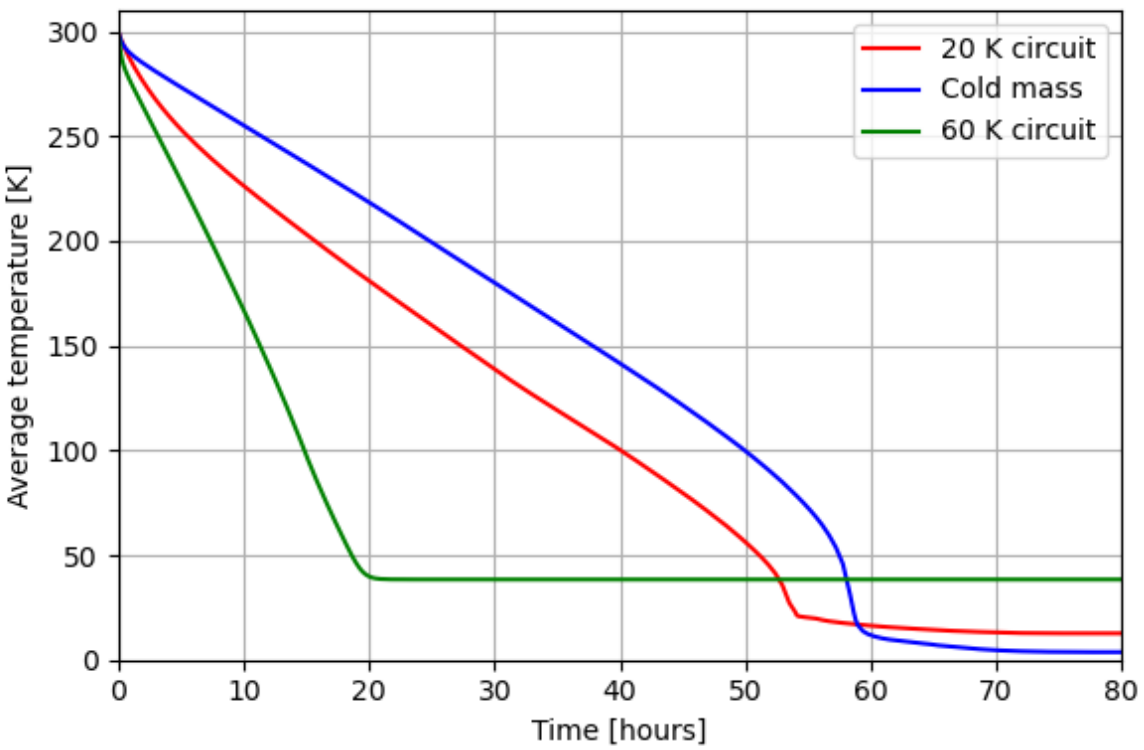 300
250
200
150
100
50
0
Average temperature [K]
20 K circuit
Cold mass
60 K circuit
0 10 20 30 40 50 60 70 80
Time [hours]